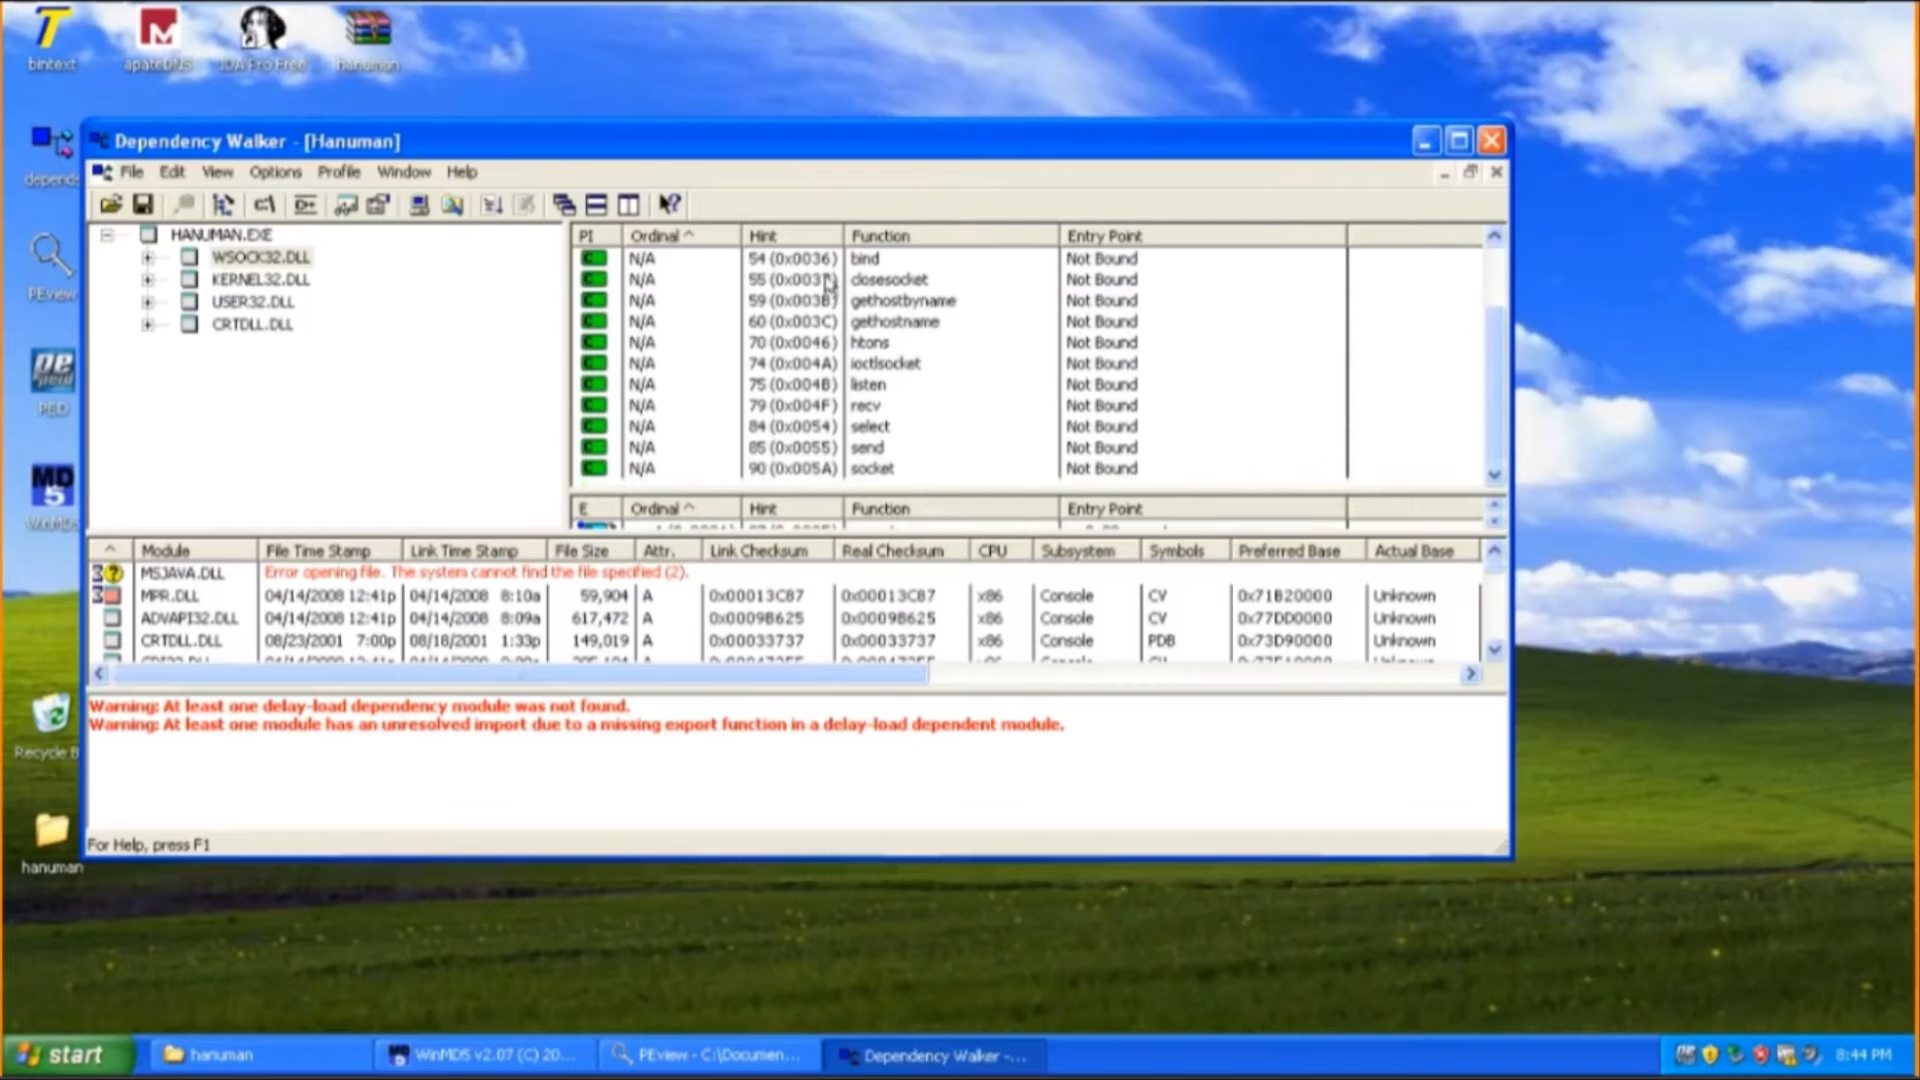 bintext
apateDNS
IDA Pro Free
hanuman
Dependency Walker - [Hanuman]
File Edit View Options Profile Window Help
depends
PEview
PEiD
MD 5
WinMD5
Recycle B
hanuman
HANUMAN.EXE
WSOCK32.DLL
KERNEL32.DLL
USER32.DLL
CRTDLL.DLL
PI Ordinal ^ Hint Function Entry Point
C N/A 54 (0x0036) bind Not Bound
C N/A 55 (0x0037) closesocket Not Bound
C N/A 59 (0x003B) gethostbyname Not Bound
C N/A 60 (0x003C) gethostname Not Bound
C N/A 70 (0x0046) htons Not Bound
C N/A 74 (0x004A) ioctlsocket Not Bound
C N/A 75 (0x004B) listen Not Bound
C N/A 79 (0x004F) recv Not Bound
C N/A 84 (0x0054) select Not Bound
C N/A 85 (0x0055) send Not Bound
C N/A 90 (0x005A) socket Not Bound
E Ordinal ^ Hint Function Entry Point
^ Module File Time Stamp Link Time Stamp File Size Attr. Link Checksum Real Checksum CPU Subsystem Symbols Preferred Base Actual Base
MSJAVA.DLL Error opening file. The system cannot find the file specified (2).
MPR.DLL 04/14/2008 12:41p 04/14/2008 8:10a 59,904 A 0x00013C87 0x00013C87 x86 Console CV 0x71B20000 Unknown
ADVAPI32.DLL 04/14/2008 12:41p 04/14/2008 8:09a 617,472 A 0x0009B625 0x0009B625 x86 Console CV 0x77DD0000 Unknown
CRTDLL.DLL 08/23/2001 7:00p 08/18/2001 1:33p 149,019 A 0x00033737 0x00033737 x86 Console PDB 0x73D90000 Unknown
Warning: At least one delay-load dependency module was not found.
Warning: At least one module has an unresolved import due to a missing export function in a delay-load dependent module.
For Help, press F1
start hanuman WinMD5 v2.07 (C) 20... PEview - C:\Documen... Dependency Walker -... 8:44 PM